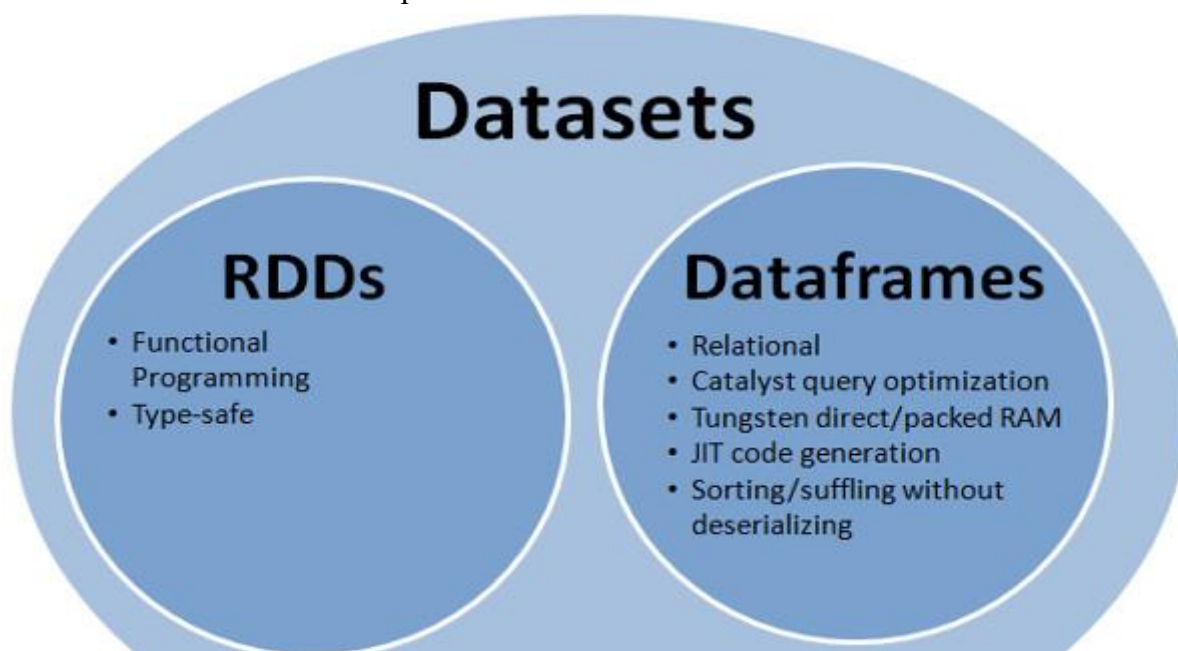 Datasets
RDDs
• Functional
Programming
• Type-safe
Dataframes
• Relational
• Catalyst query optimization
• Tungsten direct/packed RAM
• JIT code generation
• Sorting/suffling without
deserializing